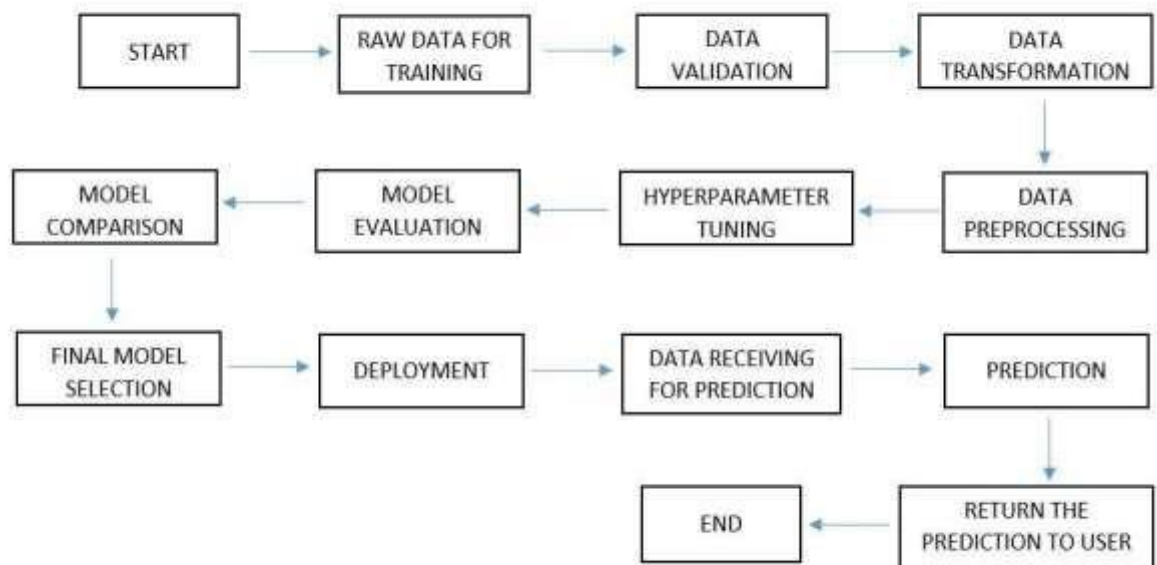 START
RAW DATA FOR
TRAINING
DATA
VALIDATION
DATA
TRANSFORMATION
DATA
PREPROCESSING
HYPERPARAMETER
TUNING
MODEL
EVALUATION
MODEL
COMPARISON
FINAL MODEL
SELECTION
DEPLOYMENT
DATA RECEIVING
FOR PREDICTION
PREDICTION
RETURN THE
PREDICTION TO USER
END